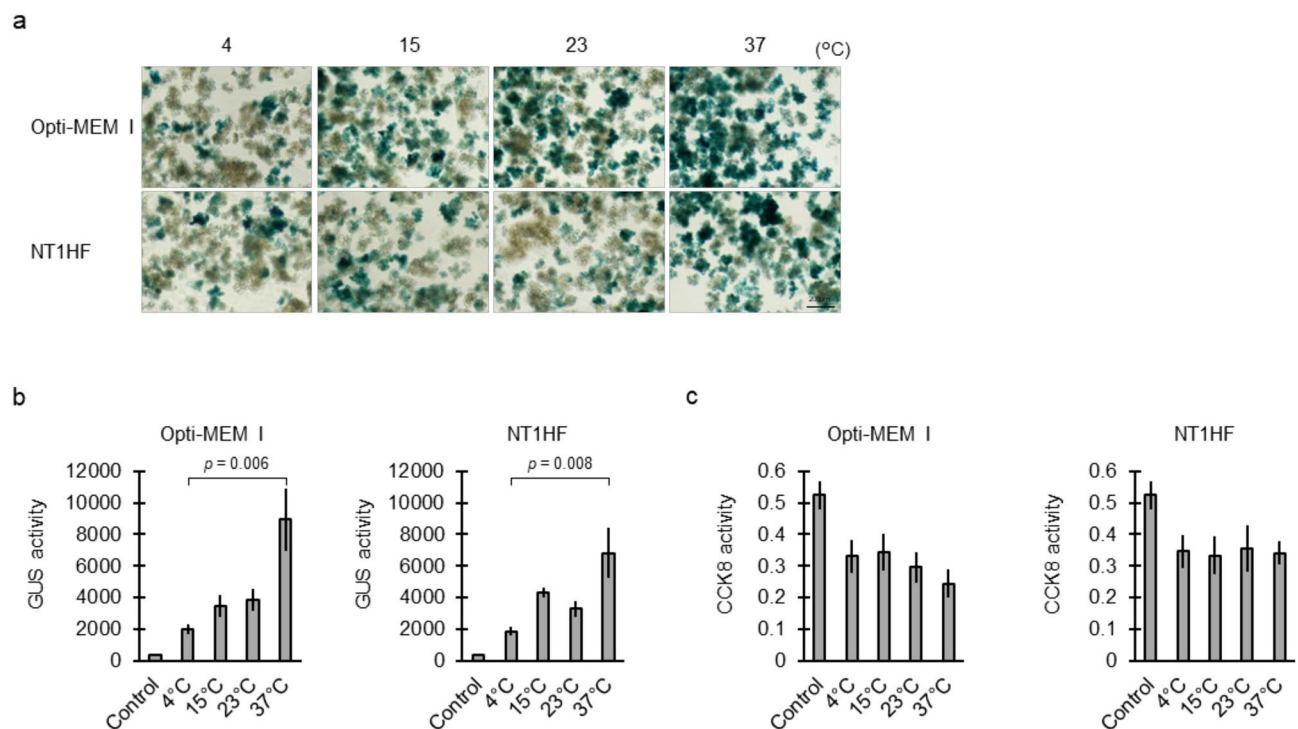 a
4 15 23 37 (°C)
Opti-MEM I
NT1HF
b
Opti-MEM I
GUS activity
12000
10000
8000
6000
4000
2000
0
p = 0.006
Control 4°C 15°C 23°C 37°C
NT1HF
GUS activity
12000
10000
8000
6000
4000
2000
0
p = 0.008
Control 4°C 15°C 23°C 37°C
c
Opti-MEM I
CCK8 activity
0.6
0.5
0.4
0.3
0.2
0.1
0
Control 4°C 15°C 23°C 37°C
NT1HF
CCK8 activity
0.6
0.5
0.4
0.3
0.2
0.1
0
Control 4°C 15°C 23°C 37°C